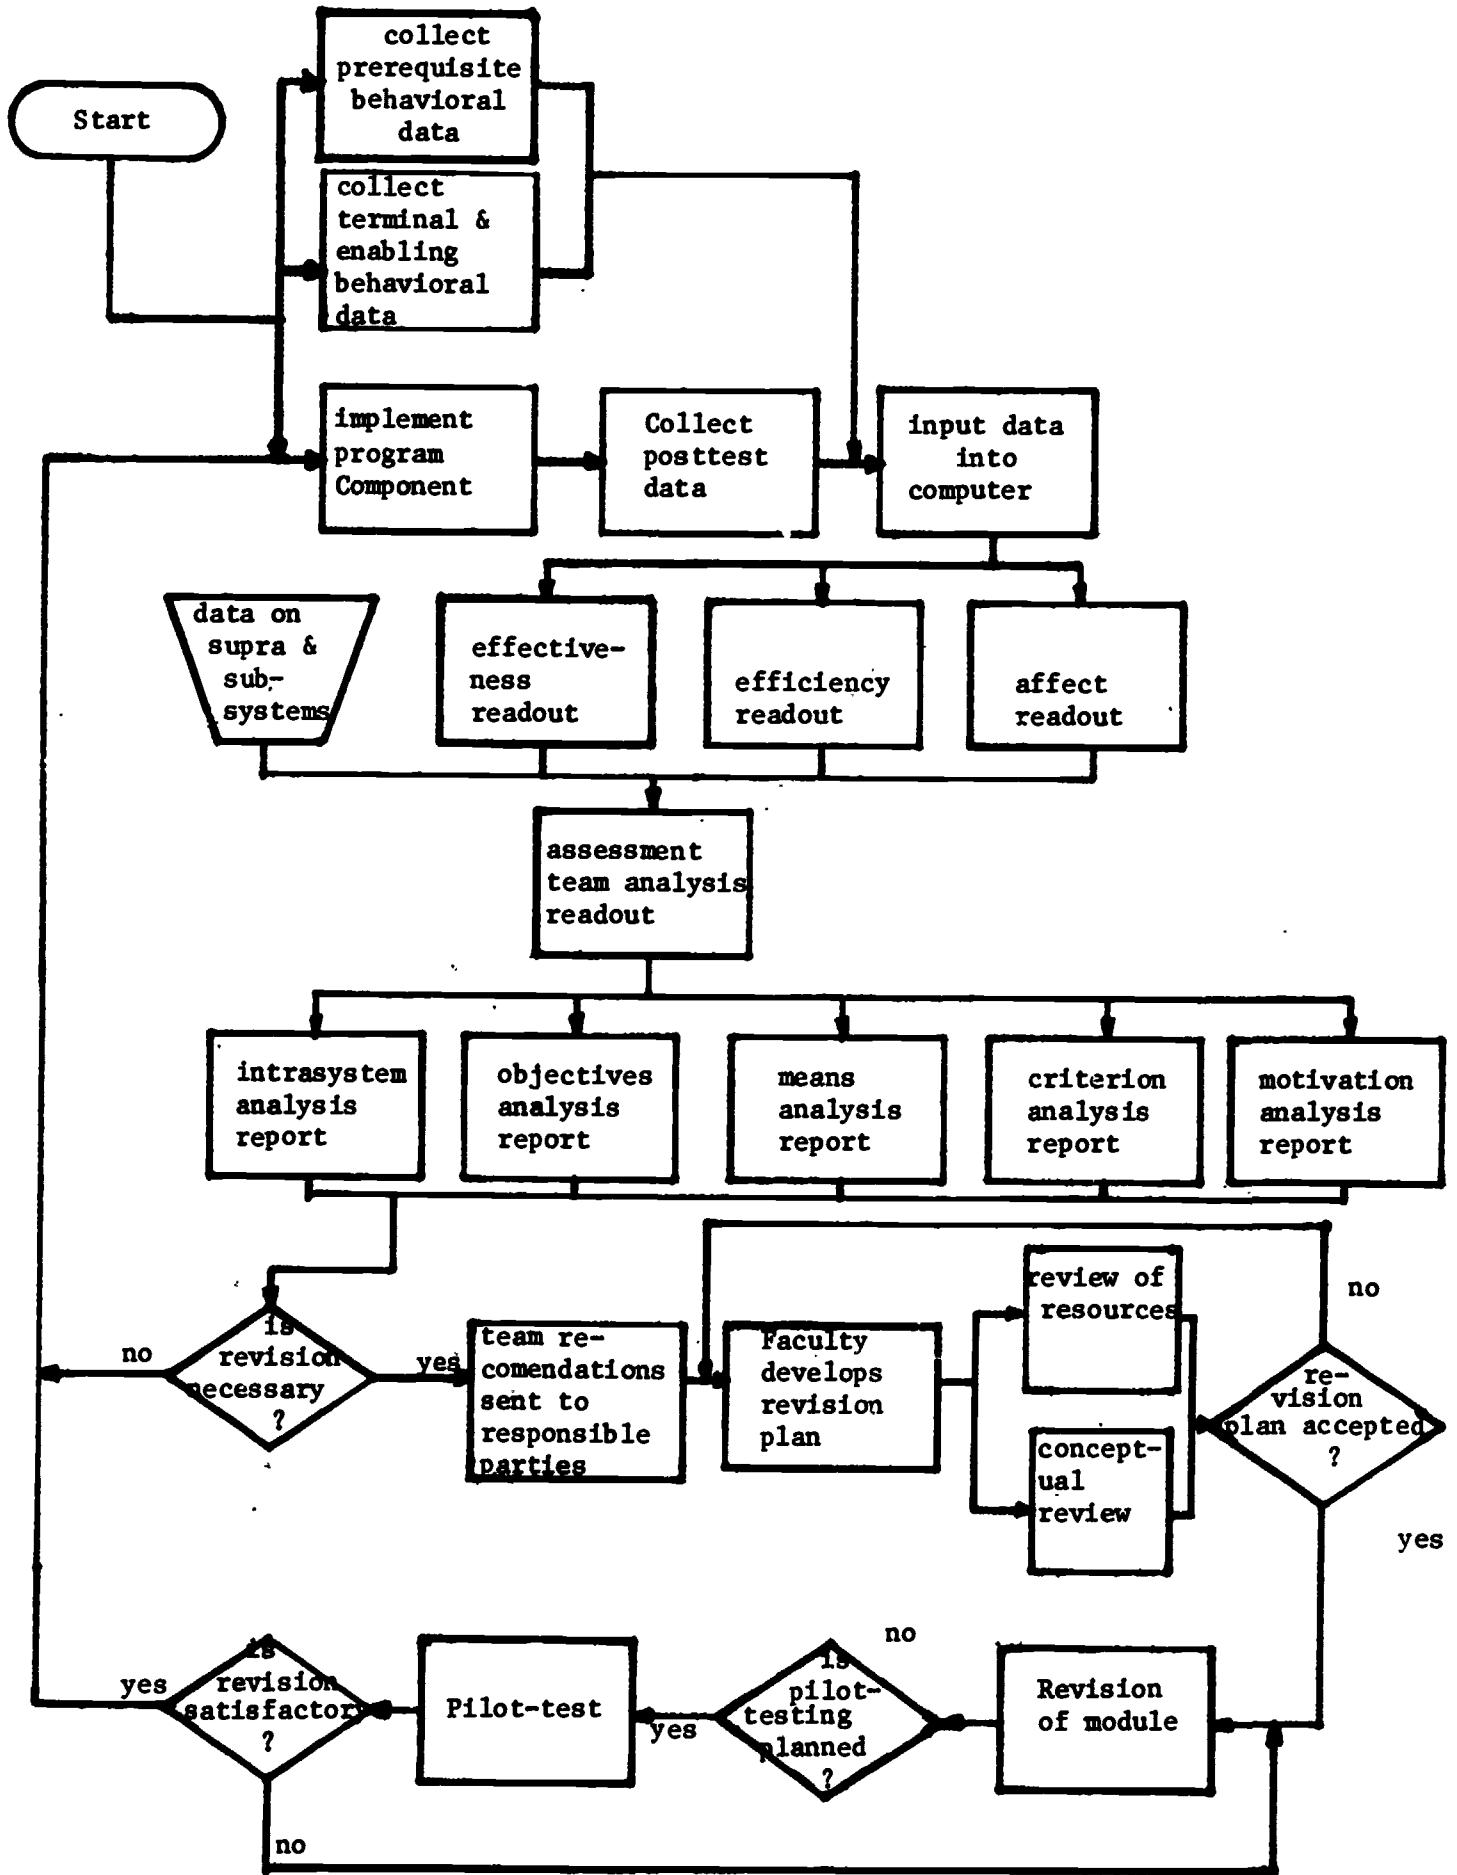 collect
prerequisite
behavioral
data
Start
collect
terminal &
enabling
behavioral
data
implement
program
Component
Collect
posttest
data
input data
into
computer
data on
supra &
sub-
systems
effective-
ness
readout
efficiency
readout
affect
readout
assessment
team analysis
readout
intrasystem
analysis
report
objectives
analysis
report
means
analysis
report
criterion
analysis
report
motivation
analysis
report
is
revision
necessary
?
no
yes
team re-
comendations
sent to
responsible
parties
Faculty
develops
revision
plan
review of
resources
concept-
ual
review
re-
vision
plan accepted
?
no
yes
Revision
of module
is
pilot-
testing
planned
?
no
yes
Pilot-test
is
revision
satisfactory
?
yes
no